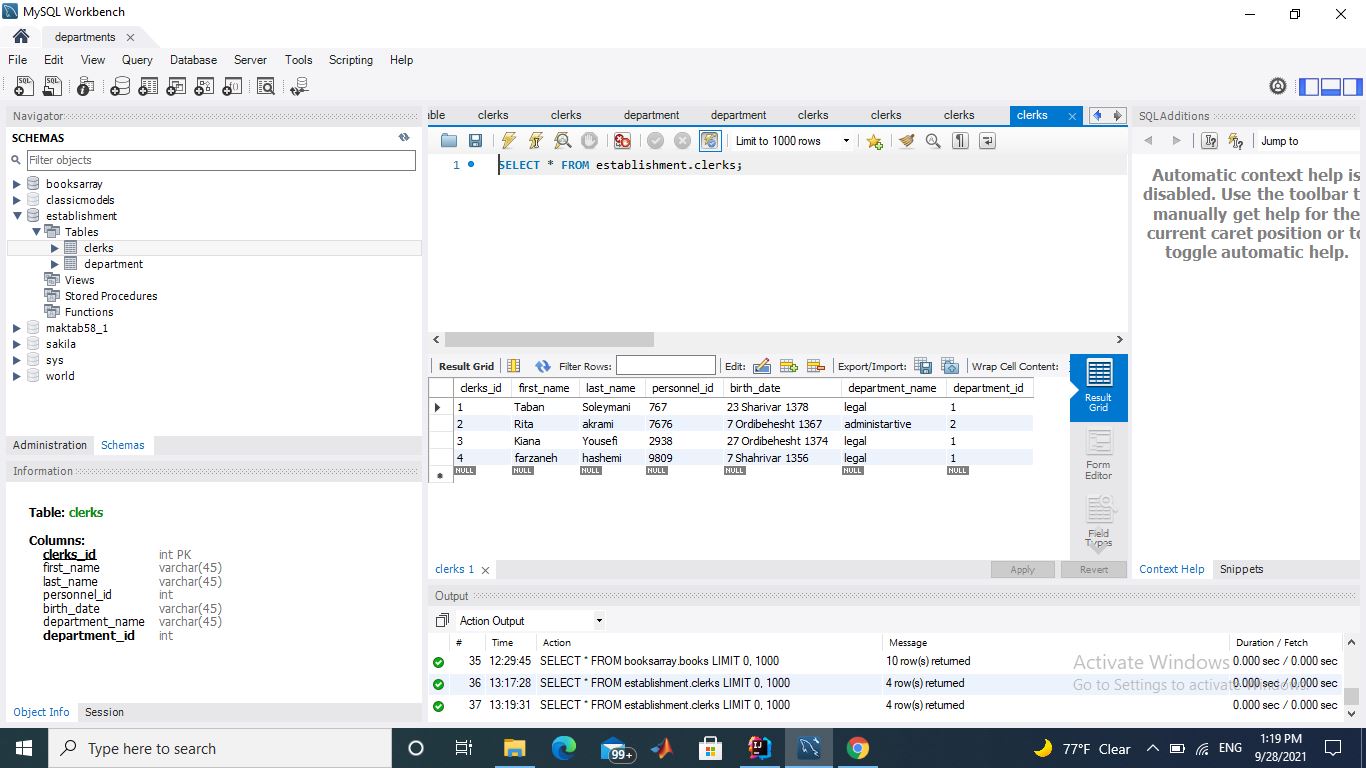 MySQL Workbench
departments
File Edit View Query Database Server Tools Scripting Help
Navigator
SCHEMAS
Filter objects
booksarray
classicmodels
establishment
Tables
clerks
department
Views
Stored Procedures
Functions
maktab58_1
sakila
sys
world
Administration Schemas
Information
Table: clerks
Columns:
clerks_id int PK
first_name varchar(45)
last_name varchar(45)
personnel_id int
birth_date varchar(45)
department_name varchar(45)
department_id int
Object Info Session
ble clerks clerks department department clerks clerks clerks clerks
Limit to 1000 rows
1 SELECT * FROM establishment.clerks;
Result Grid Filter Rows: Edit: Export/Import: Wrap Cell Content:
clerks_id first_name last_name personnel_id birth_date department_name department_id
1 Taban Soleymani 767 23 Sharivar 1378 legal 1
2 Rita akrami 7676 7 Ordibehesht 1367 administartive 2
3 Kiana Yousefi 2938 27 Ordibehesht 1374 legal 1
4 farzaneh hashemi 9809 7 Shahrivar 1356 legal 1
NULL NULL NULL NULL NULL NULL NULL
Result
Grid
Form
Editor
Field
Types
clerks 1 Apply Revert
SQLAdditions
Jump to
Automatic context help is
disabled. Use the toolbar t
manually get help for the
current caret position or to
toggle automatic help.
Context Help Snippets
Output
Action Output
# Time Action Message Duration / Fetch
35 12:29:45 SELECT * FROM booksarray.books LIMIT 0, 1000 10 row(s) returned 0.000 sec / 0.000 sec
36 13:17:28 SELECT * FROM establishment.clerks LIMIT 0, 1000 4 row(s) returned 0.000 sec / 0.000 sec
37 13:19:31 SELECT * FROM establishment.clerks LIMIT 0, 1000 4 row(s) returned 0.000 sec / 0.000 sec
Activate Windows
Go to Settings to activate Windows.
Type here to search
99+
77°F Clear
ENG
1:19 PM
9/28/2021